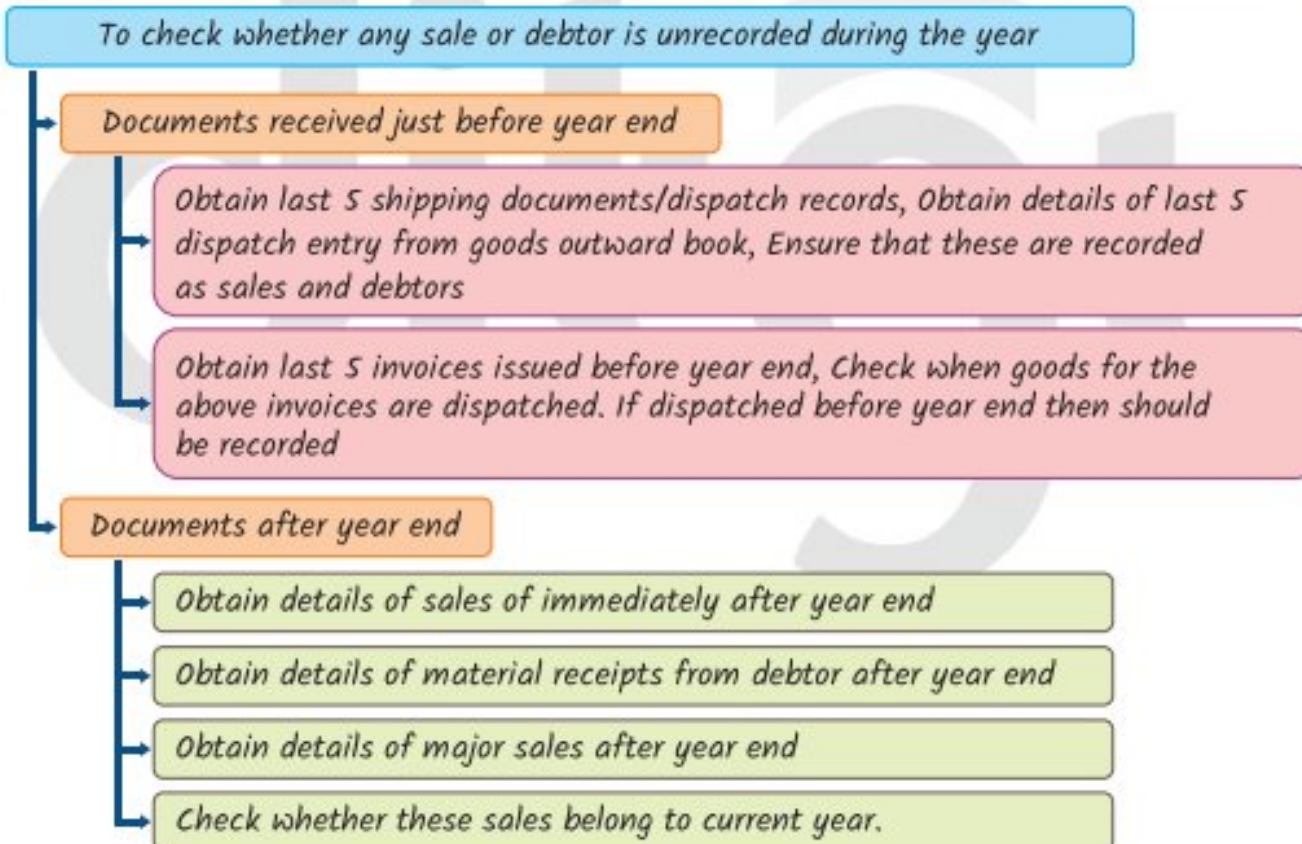 To check whether any sale or debtor is unrecorded during the year
Documents received just before year end
Obtain last 5 shipping documents/dispatch records, Obtain details of last 5
dispatch entry from goods outward book, Ensure that these are recorded
as sales and debtors
Obtain last 5 invoices issued before year end, Check when goods for the
above invoices are dispatched. If dispatched before year end then should
be recorded
Documents after year end
Obtain details of sales of immediately after year end
Obtain details of material receipts from debtor after year end
Obtain details of major sales after year end
Check whether these sales belong to current year.